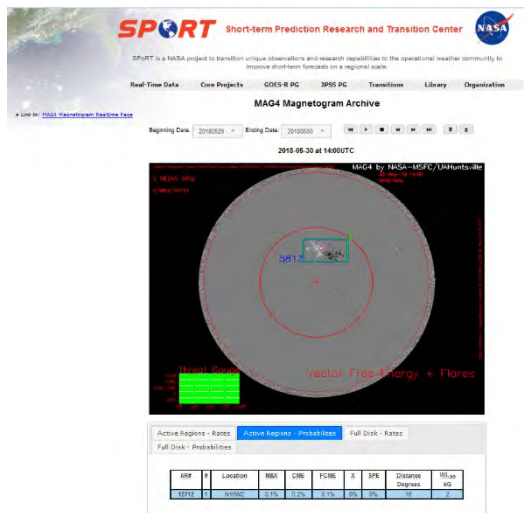 SPoRT Short-term Prediction Research and Transition Center NASA
SPoRT is a NASA project to transition unique observations and research capabilities to the operational weather community to
improve short-term forecasts on a regional scale.
Real-Time Data Core Projects GOES-R PG JPSS PG Transitions Library Organization
MAG4 Magnetogram Archive
Link to: MAG4 Magnetogram Realtime Page
Beginning Date: 20180529 Ending Date: 20180530
2018-05-30 at 14:00UTC
MAG4 by NASA-MSFC/UAHuntsville
Threat Gauge
Vector Free-Energy + Flares
Active Regions - Rates Active Regions - Probabilities Full Disk - Rates
Full Disk - Probabilities
AR# # Location M&X CME FCME X SPE Distance Degrees
12712 1 0.1% 0.2% 0.1% 0% 0% 2